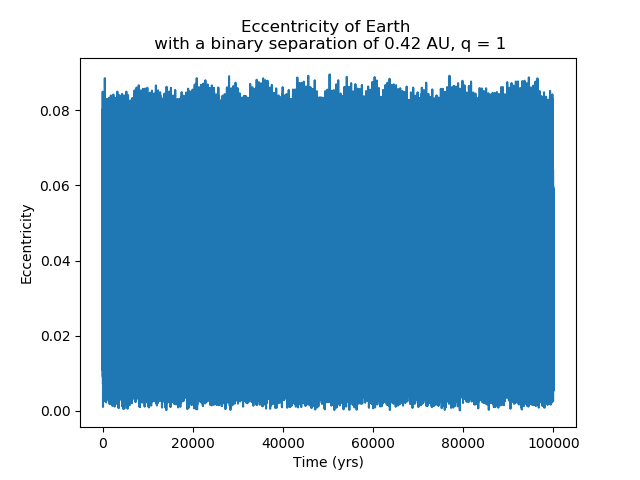 Eccentricity of Earth
with a binary separation of 0.42 AU, q = 1
0.08
0.06
0.04
0.02
0.00
Eccentricity
0 20000 40000 60000 80000 100000
Time (yrs)